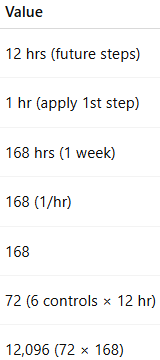 Value
12 hrs (future steps)
1 hr (apply 1st step)
168 hrs (1 week)
168 (1/hr)
168
72 (6 controls × 12 hr)
12,096 (72 × 168)